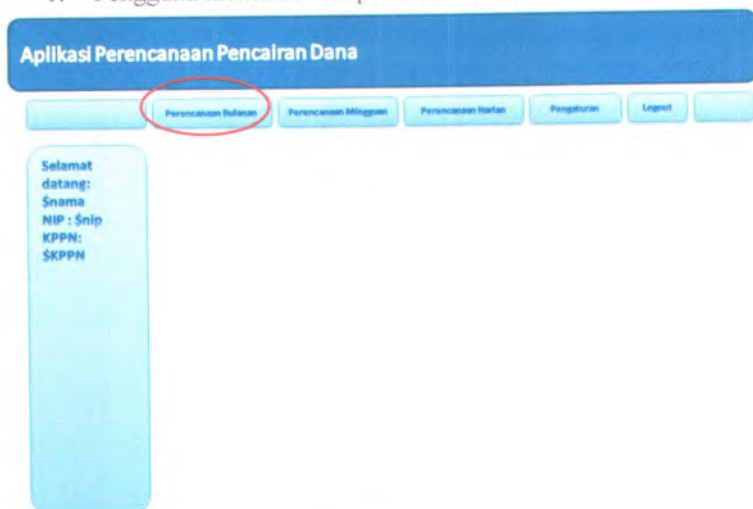 Pengguna
Aplikasi Perencanaan Pencairan Dana
Perencanaan Bulanan Perencanaan Mingguan Perencanaan Harian Pengaturan Logout
Selamat
datang:
$nama
NIP : $nip
KPPN:
$KPPN